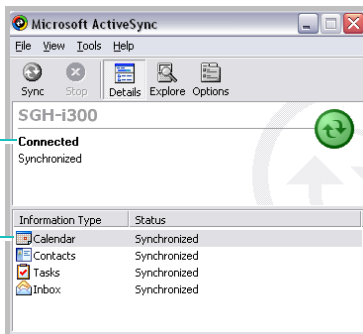 Microsoft ActiveSync
File View Tools Help
Sync Stop Details Explore Options
SGH-i300
Connected
Synchronized
Information Type Status
Calendar Synchronized
Contacts Synchronized
Tasks Synchronized
Inbox Synchronized